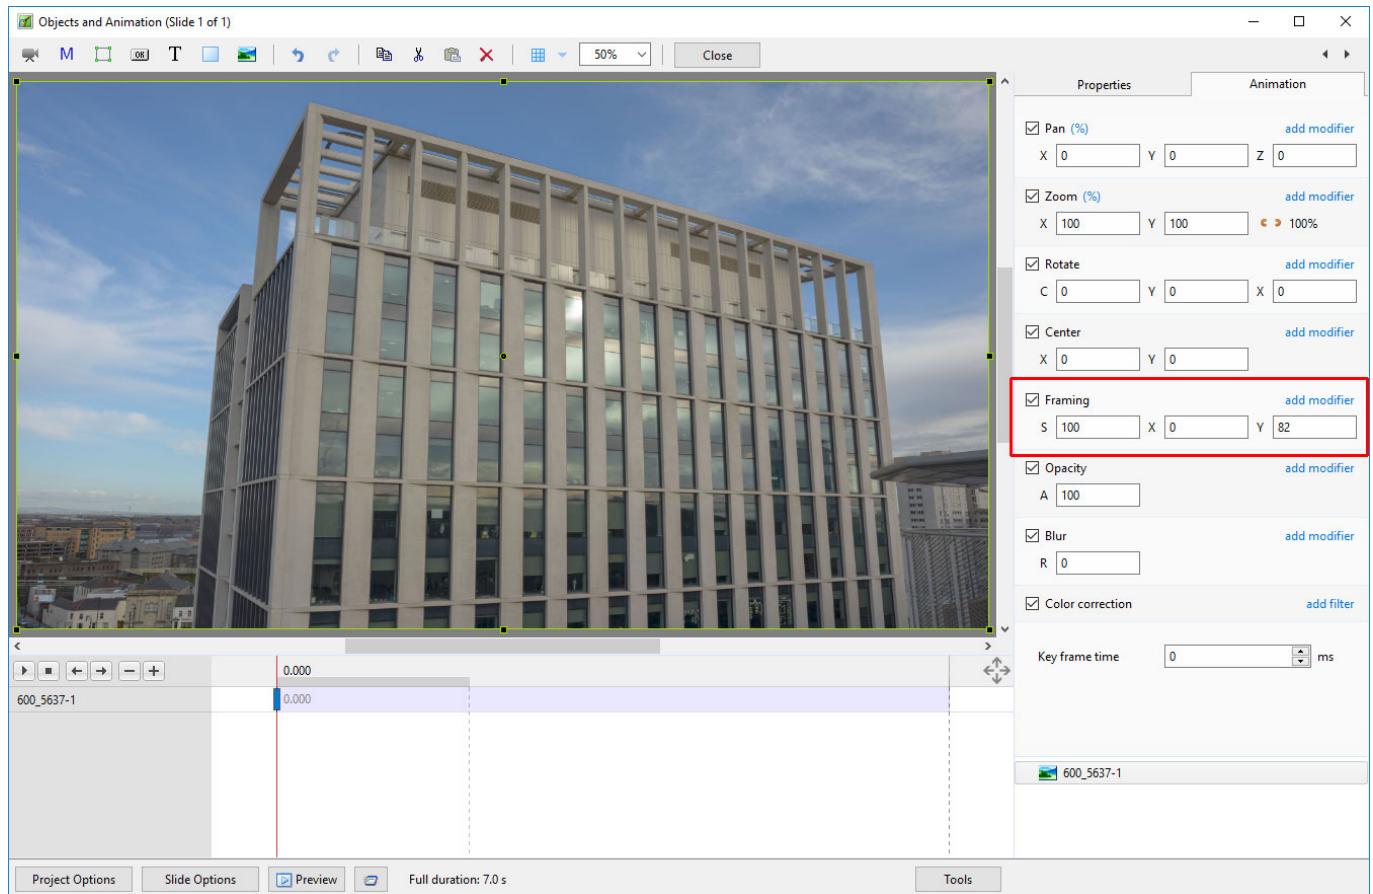 Objects and Animation (Slide 1 of 1)
M OK T 50% Close
Properties Animation
Pan (%) add modifier
X 0 Y 0 Z 0
Zoom (%) add modifier
X 100 Y 100 100%
Rotate add modifier
C 0 Y 0 X 0
Center add modifier
X 0 Y 0
Framing add modifier
S 100 X 0 Y 82
Opacity add modifier
A 100
Blur add modifier
R 0
Color correction add filter
Key frame time 0 ms
0.000
600_5637-1 0.000
600_5637-1
Project Options Slide Options Preview Full duration: 7.0 s Tools